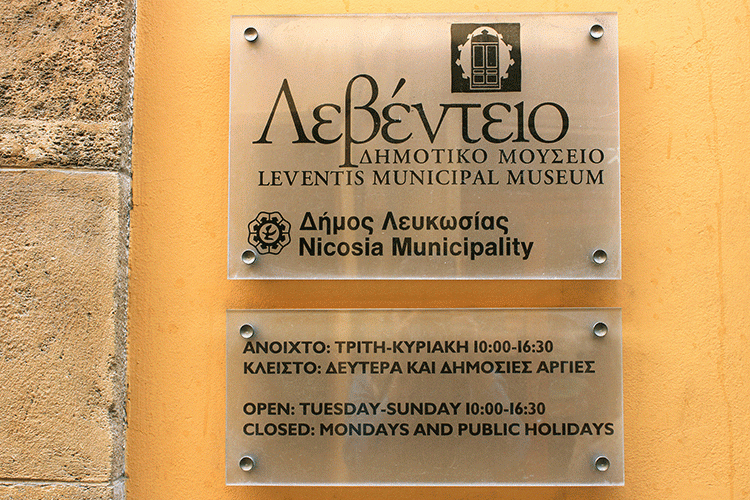 Λεβέντειο
ΔΗΜΟΤΙΚΟ ΜΟΥΣΕΙΟ
LEVENTIS MUNICIPAL MUSEUM
Δήμος Λευκωσίας
Nicosia Municipality
ΑΝΟΙΧΤΟ: ΤΡΙΤΗ-ΚΥΡΙΑΚΗ 10:00-16:30
ΚΛΕΙΣΤΟ: ΔΕΥΤΕΡΑ ΚΑΙ ΔΗΜΟΣΙΕΣ ΑΡΓΙΕΣ
OPEN: TUESDAY-SUNDAY 10:00-16:30
CLOSED: MONDAYS AND PUBLIC HOLIDAYS